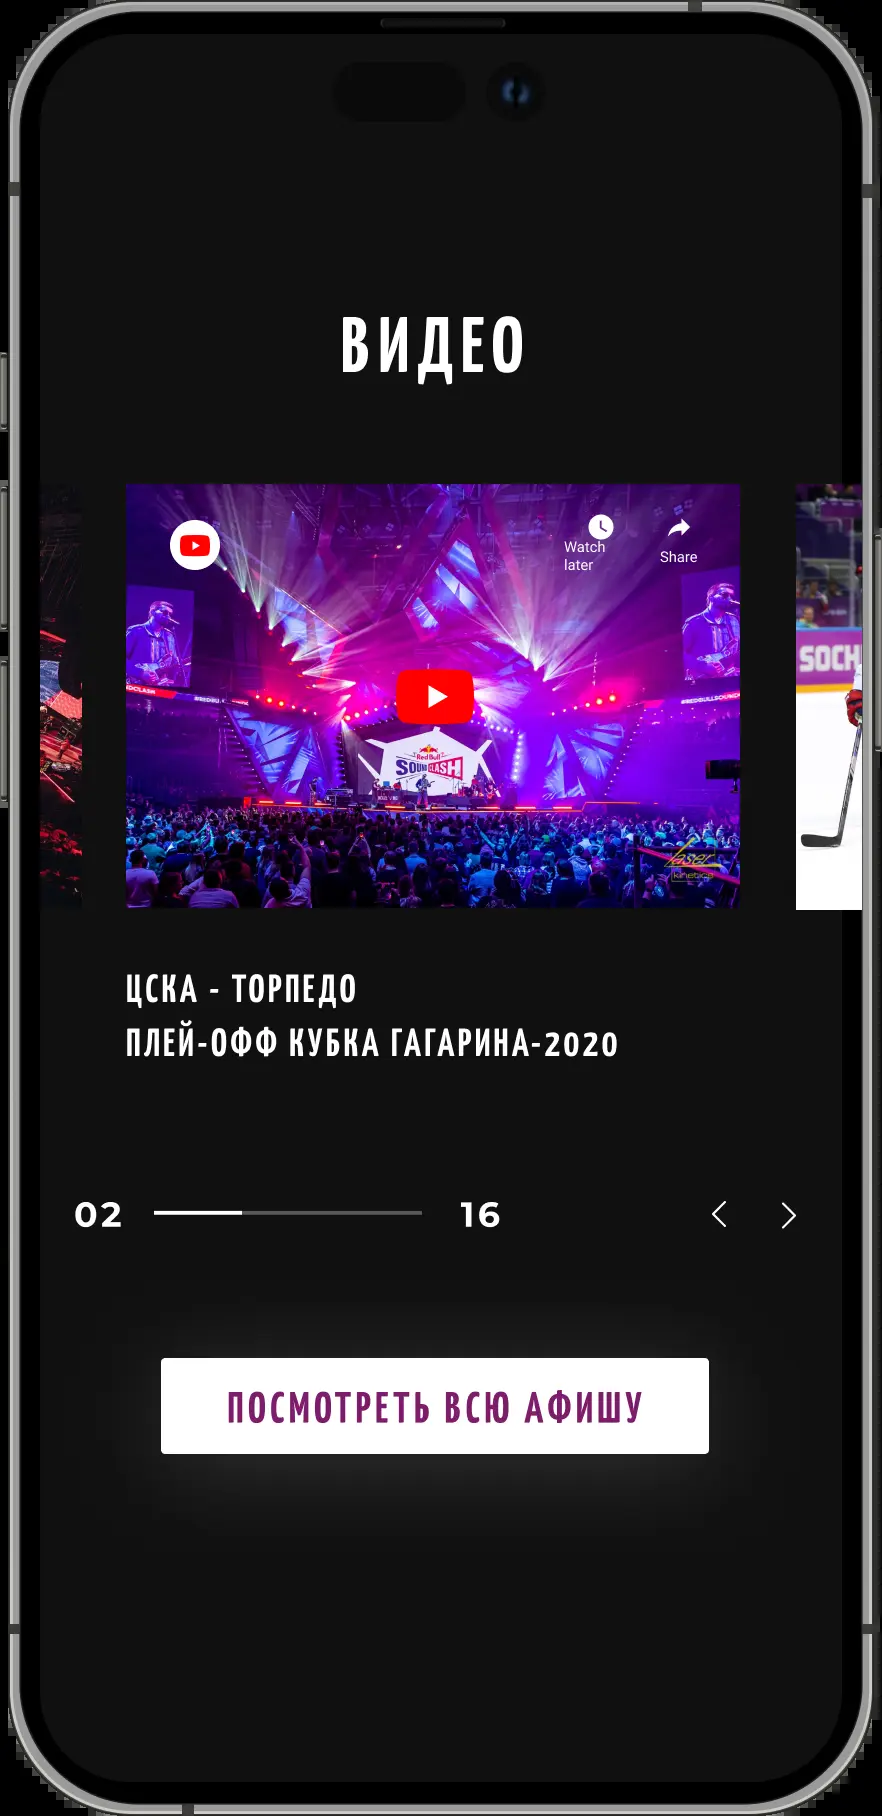 ВИДЕО
Watch
later
Share
SOCH
Red Bull
SOUNDCLASH
laser
kinetics
ЦСКА - ТОРПЕДО
ПЛЕЙ-ОФФ КУБКА ГАГАРИНА-2020
02
16
ПОСМОТРЕТЬ ВСЮ АФИШУ